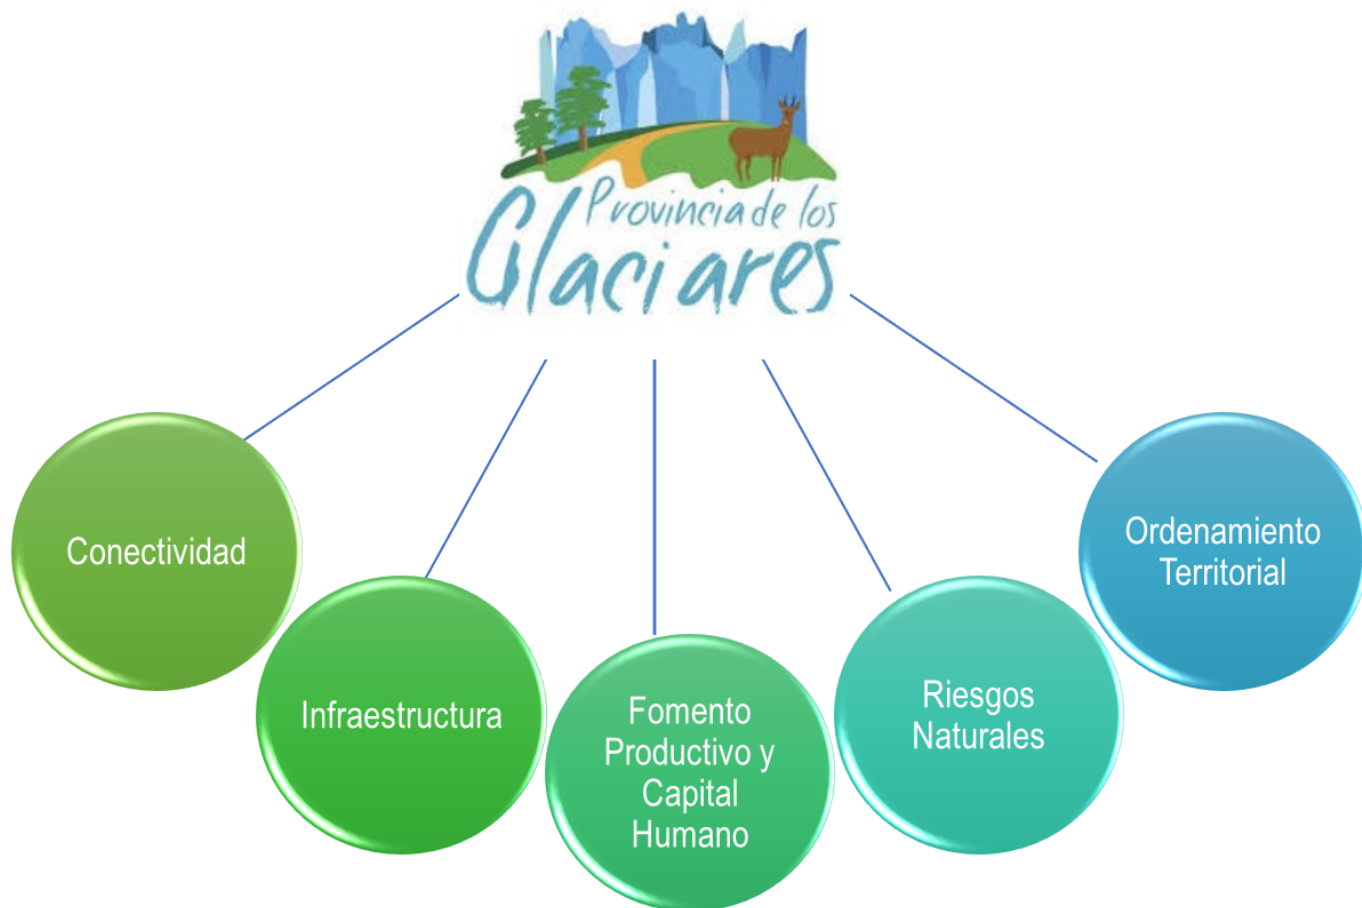 Provincia de los
Glaciares
Conectividad
Infraestructura
Fomento
Productivo y
Capital
Humano
Riesgos
Naturales
Ordenamiento
Territorial